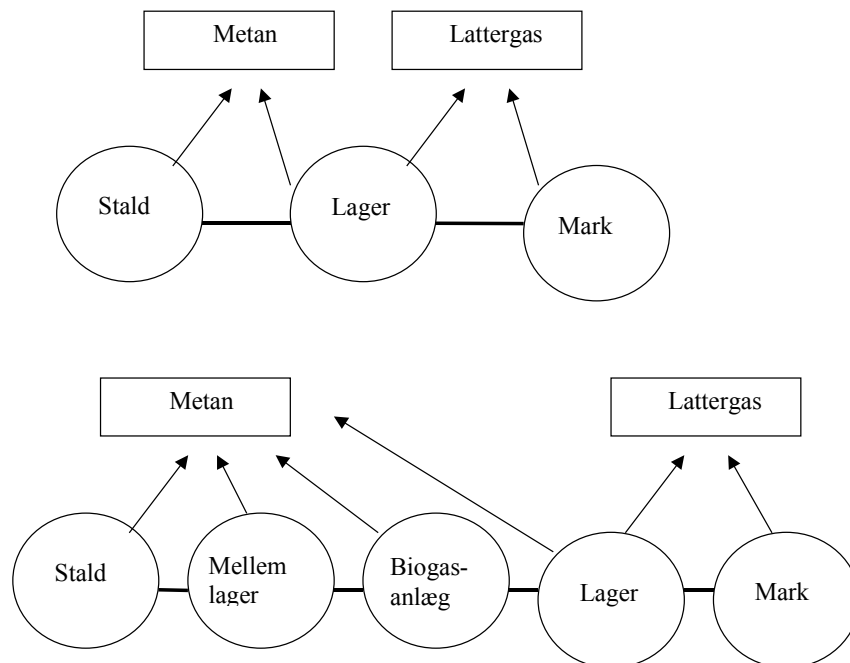 Metan
Lattergas
Stald
Lager
Mark
Metan
Lattergas
Stald
Mellem
lager
Biogas-
anlæg
Lager
Mark